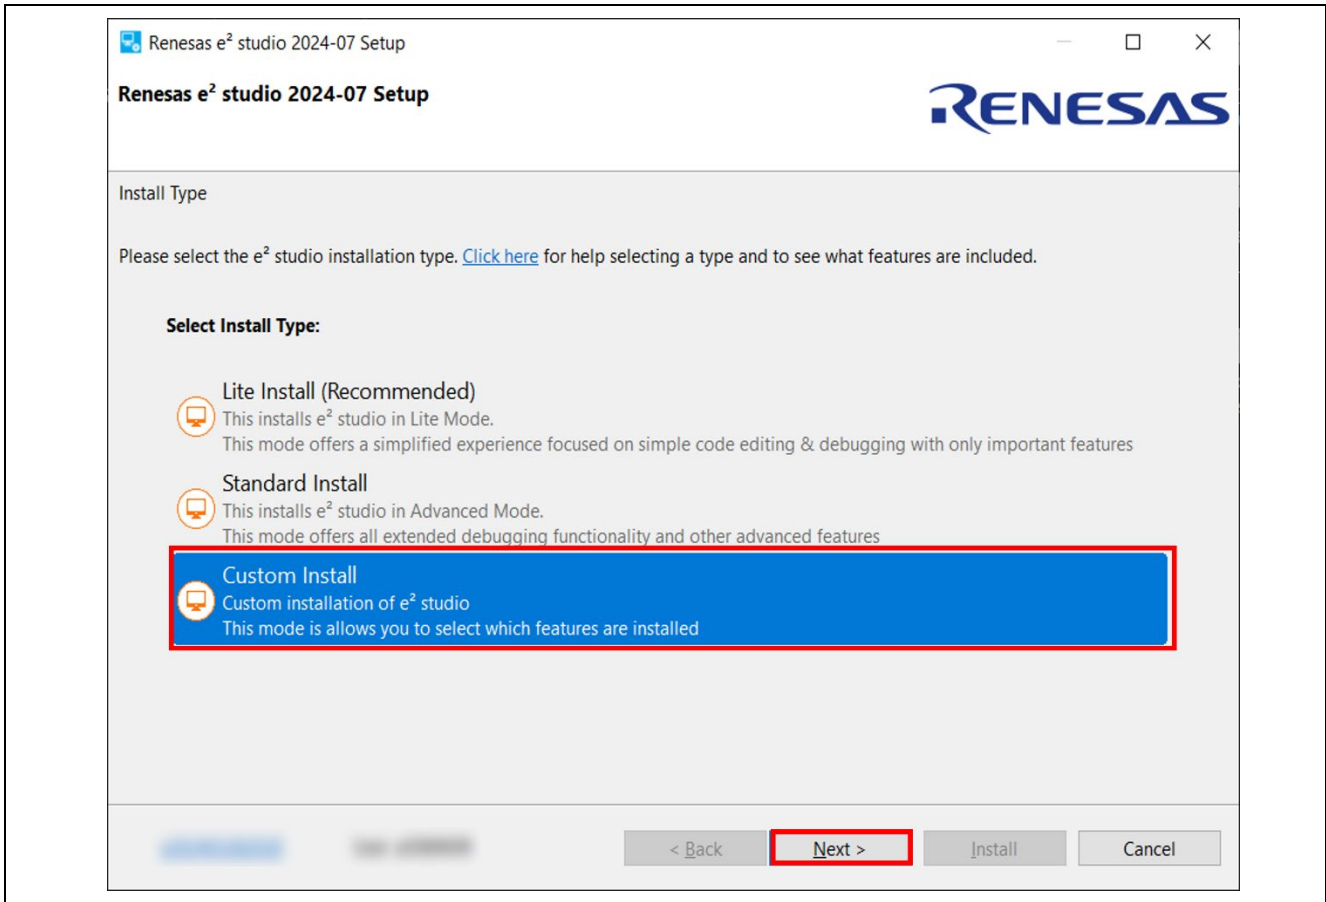 Renesas e² studio 2024-07 Setup
Renesas e² studio 2024-07 Setup
RENESAS
Install Type
Please select the e² studio installation type. Click here for help selecting a type and to see what features are included.
Select Install Type:
Lite Install (Recommended)
This installs e² studio in Lite Mode.
This mode offers a simplified experience focused on simple code editing & debugging with only important features
Standard Install
This installs e² studio in Advanced Mode.
This mode offers all extended debugging functionality and other advanced features
Custom Install
Custom installation of e² studio
This mode is allows you to select which features are installed
< Back Next > Install Cancel